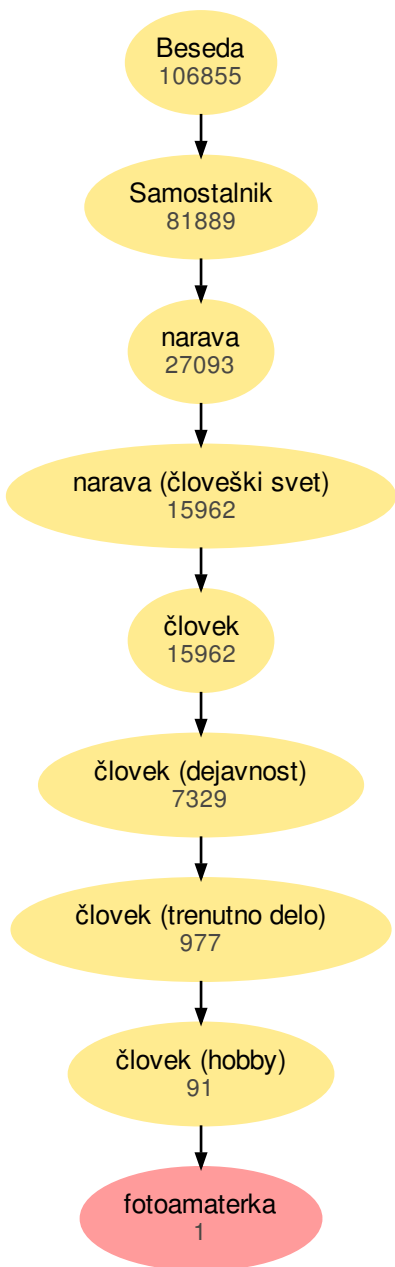 Beseda
106855
Samostalnik
81889
narava
27093
narava (človeški svet)
15962
človek
15962
človek (dejavnost)
7329
človek (trenutno delo)
977
človek (hobby)
91
fotoamaterka
1